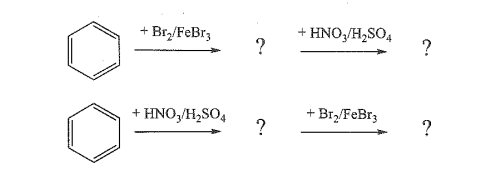 + Br₂/FeBr₃ ? + HNO₃/H₂SO₄ ?
+ HNO₃/H₂SO₄ ? + Br₂/FeBr₃ ?